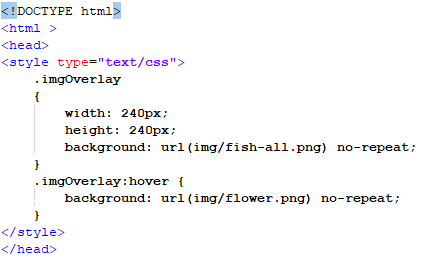 <!DOCTYPE html>
<html >
<head>
<style type="text/css">
.imgOverlay
{
width: 240px;
height: 240px;
background: url(img/fish-all.png) no-repeat;
}
.imgOverlay:hover {
background: url(img/flower.png) no-repeat;
}
</style>
</head>